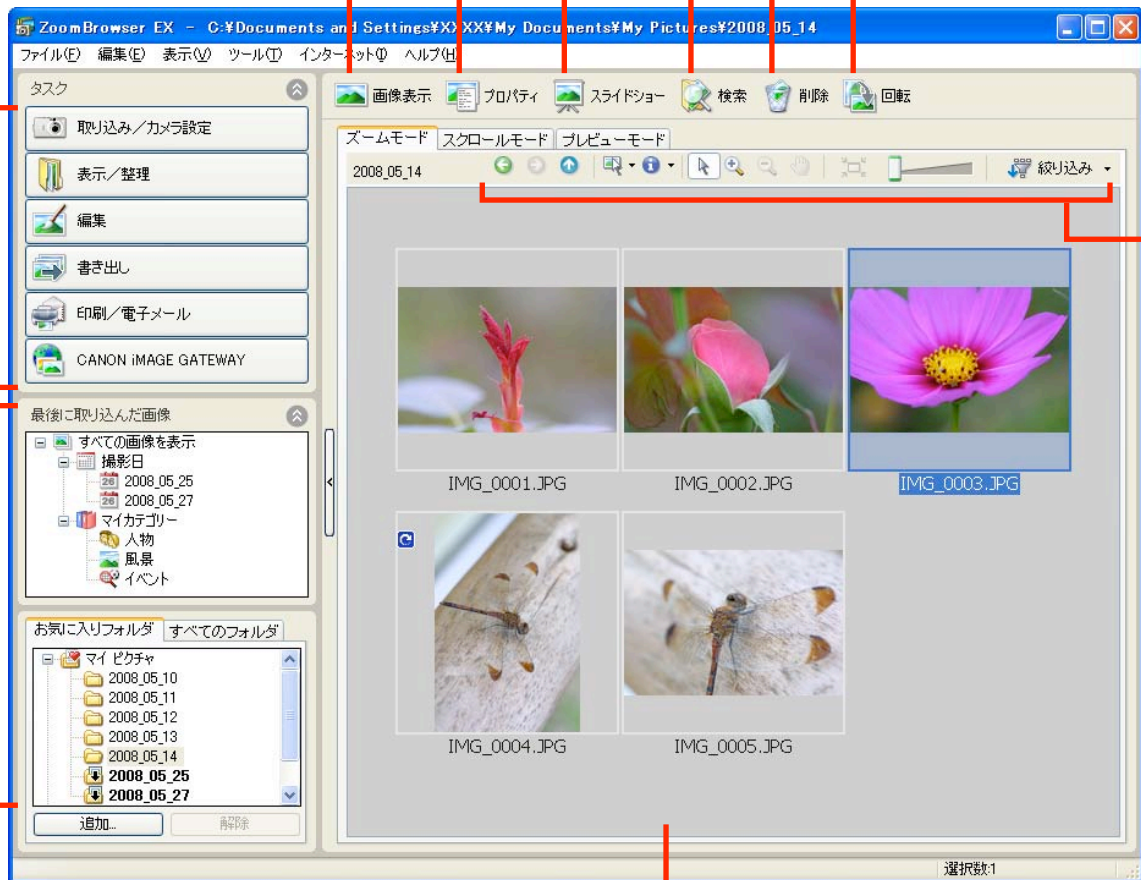 ZoomBrowser EX - C:¥Documents and Settings¥XXXX¥My Documents¥My Pictures¥2008_05_14
ファイル(F) 編集(E) 表示(V) ツール(T) インターネット(I) ヘルプ(H)
タスク
取り込み／カメラ設定
表示／整理
編集
書き出し
印刷／電子メール
CANON iMAGE GATEWAY
最後に取り込んだ画像
すべての画像を表示
撮影日
2008_05_25
2008_05_27
マイカテゴリー
人物
風景
イベント
お気に入りフォルダ すべてのフォルダ
マイ ピクチャ
2008_05_10
2008_05_11
2008_05_12
2008_05_13
2008_05_14
2008_05_25
2008_05_27
追加... 解除
画像表示 プロパティ スライドショー 検索 削除 回転
ズームモード スクロールモード プレビューモード
2008_05_14 絞り込み
IMG_0001.JPG IMG_0002.JPG IMG_0003.JPG
IMG_0004.JPG IMG_0005.JPG
選択数:1